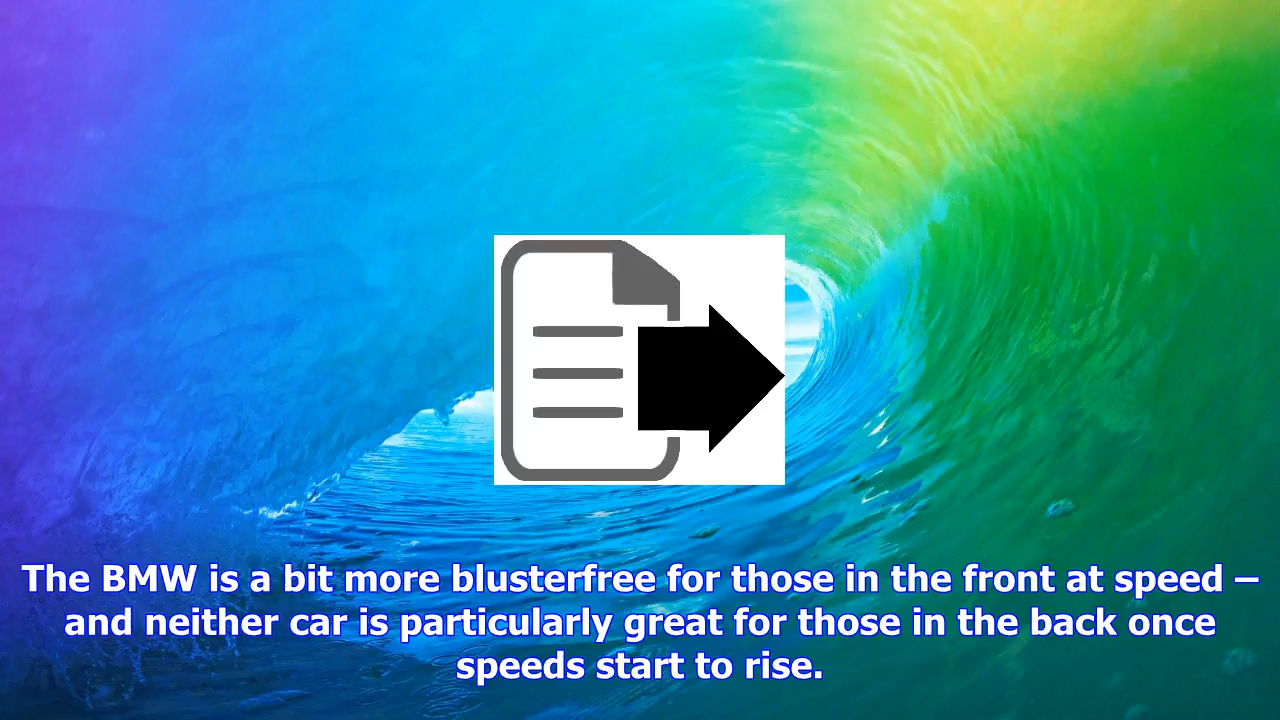 The BMW is a bit more blusterfree for those in the front at speed –
and neither car is particularly great for those in the back once
speeds start to rise.